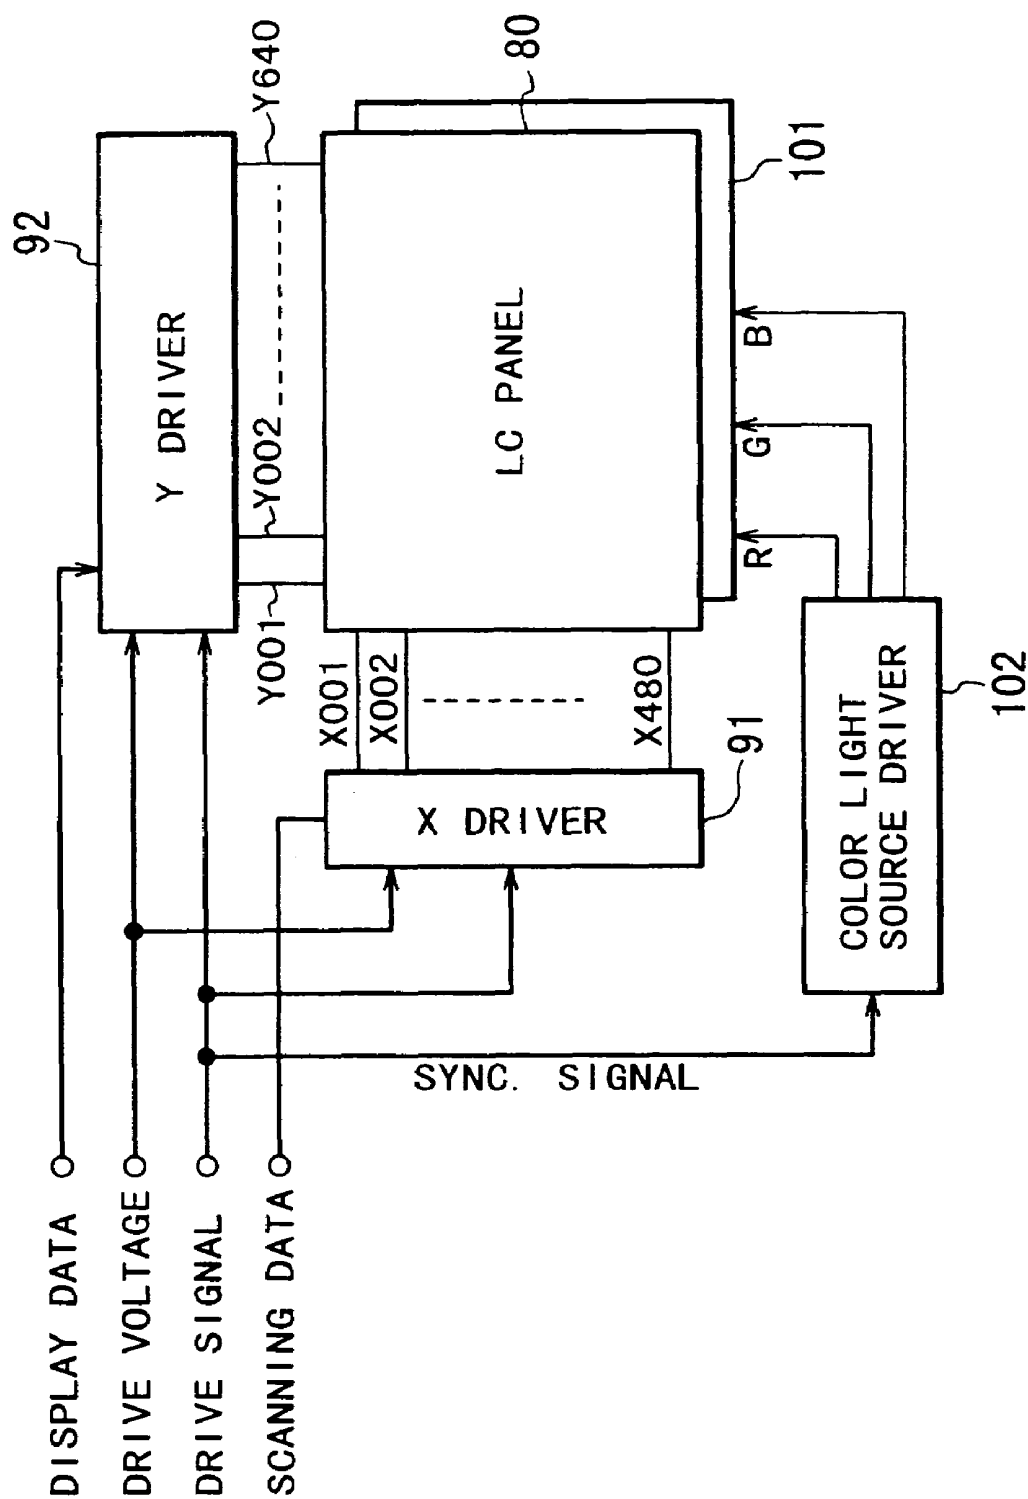 DISPLAY DATA
DRIVE VOLTAGE
DRIVE SIGNAL
SCANNING DATA
SYNC. SIGNAL
92
Y DRIVER
Y001
Y002
Y640
X DRIVER
91
X001
X002
X480
LC PANEL
80
101
R
G
B
COLOR LIGHT
SOURCE DRIVER
102